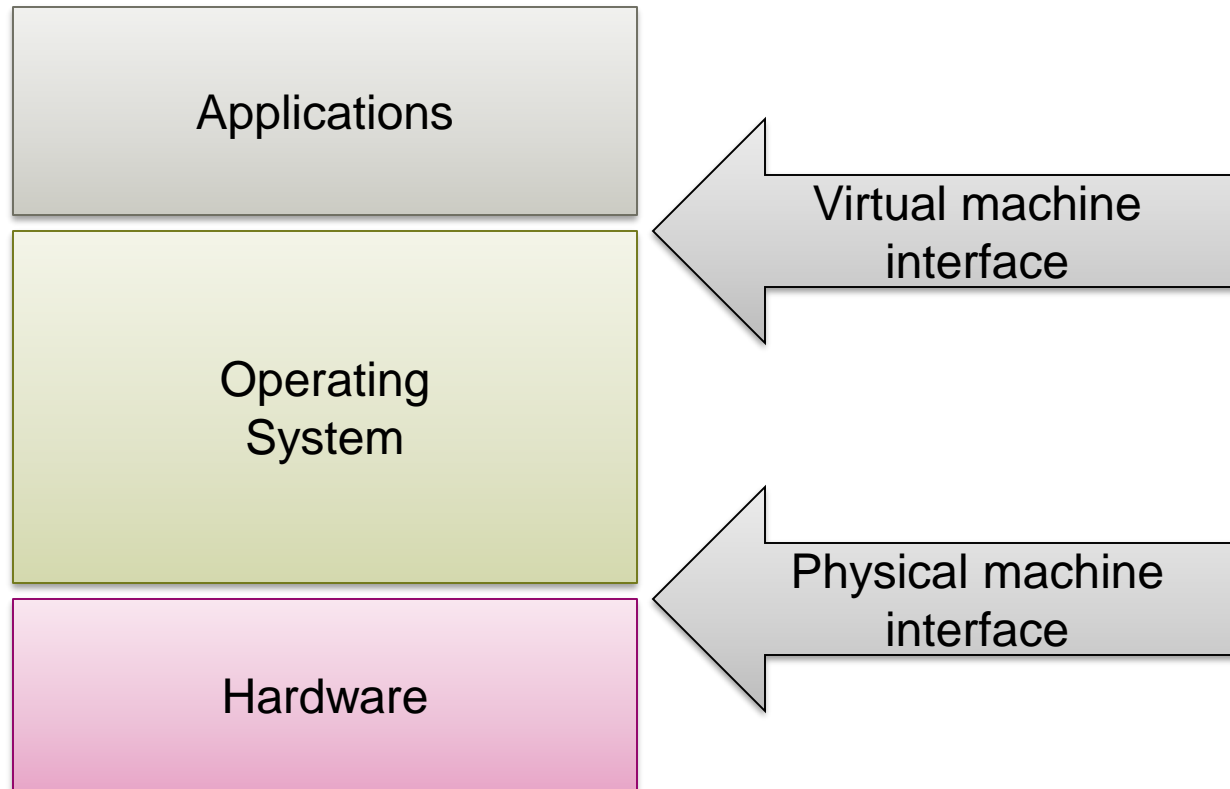 Applications
Virtual machine
interface
Operating
System
Physical machine
interface
Hardware